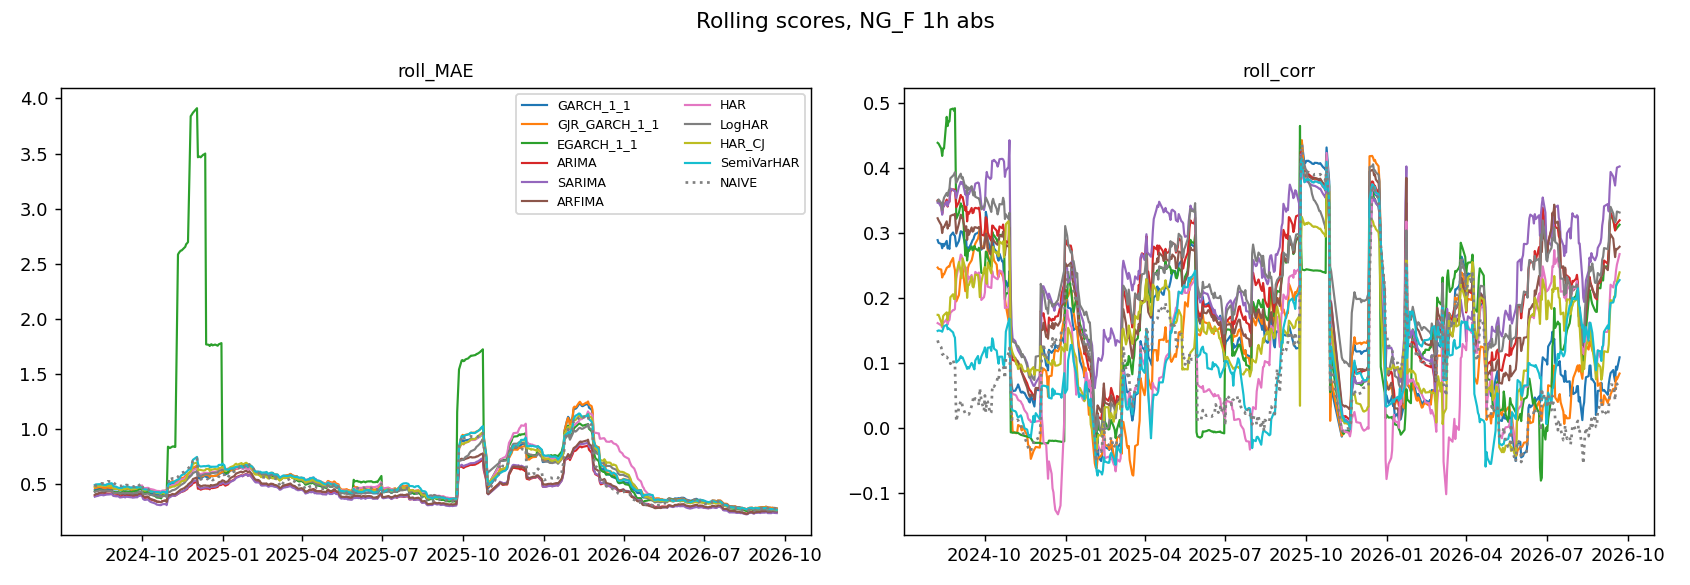 Rolling scores, NG_F 1h abs
roll_MAE
4.0
3.5
3.0
2.5
2.0
1.5
1.0
0.5
GARCH_1_1
GJR_GARCH_1_1
EGARCH_1_1
ARIMA
SARIMA
ARFIMA
HAR
LogHAR
HAR_CJ
SemiVarHAR
NAIVE
2024-10 2025-01 2025-04 2025-07 2025-10 2026-01 2026-04 2026-07 2026-10
roll_corr
0.5
0.4
0.3
0.2
0.1
0.0
−0.1
2024-10 2025-01 2025-04 2025-07 2025-10 2026-01 2026-04 2026-07 2026-10